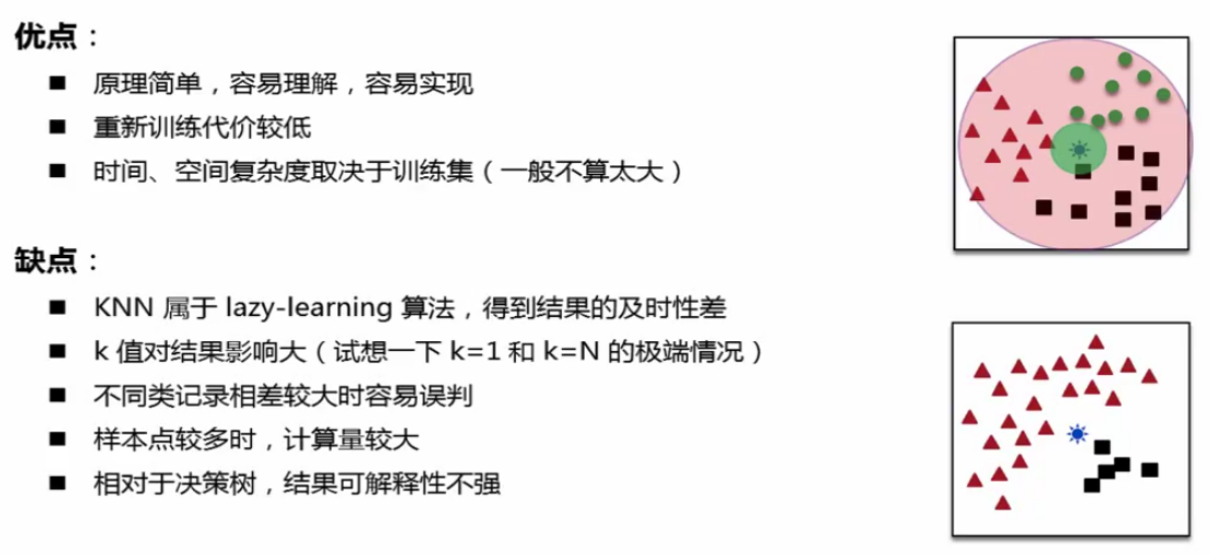 优点：
■ 原理简单，容易理解，容易实现
■ 重新训练代价较低
■ 时间、空间复杂度取决于训练集（一般不算太大）
缺点：
■ KNN 属于 lazy-learning 算法，得到结果的及时性差
■ k 值对结果影响大（试想一下 k=1 和 k=N 的极端情况）
■ 不同类记录相差较大时容易误判
■ 样本点较多时，计算量较大
■ 相对于决策树，结果可解释性不强